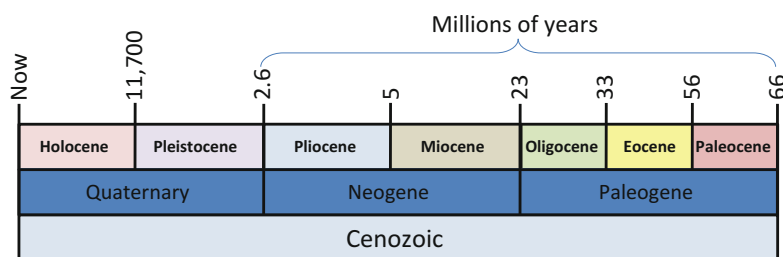 Millions of years
Now 11,700 2.6 5 23 33 56 66
Holocene Pleistocene Pliocene Miocene Oligocene Eocene Paleocene
Quaternary Neogene Paleogene
Cenozoic